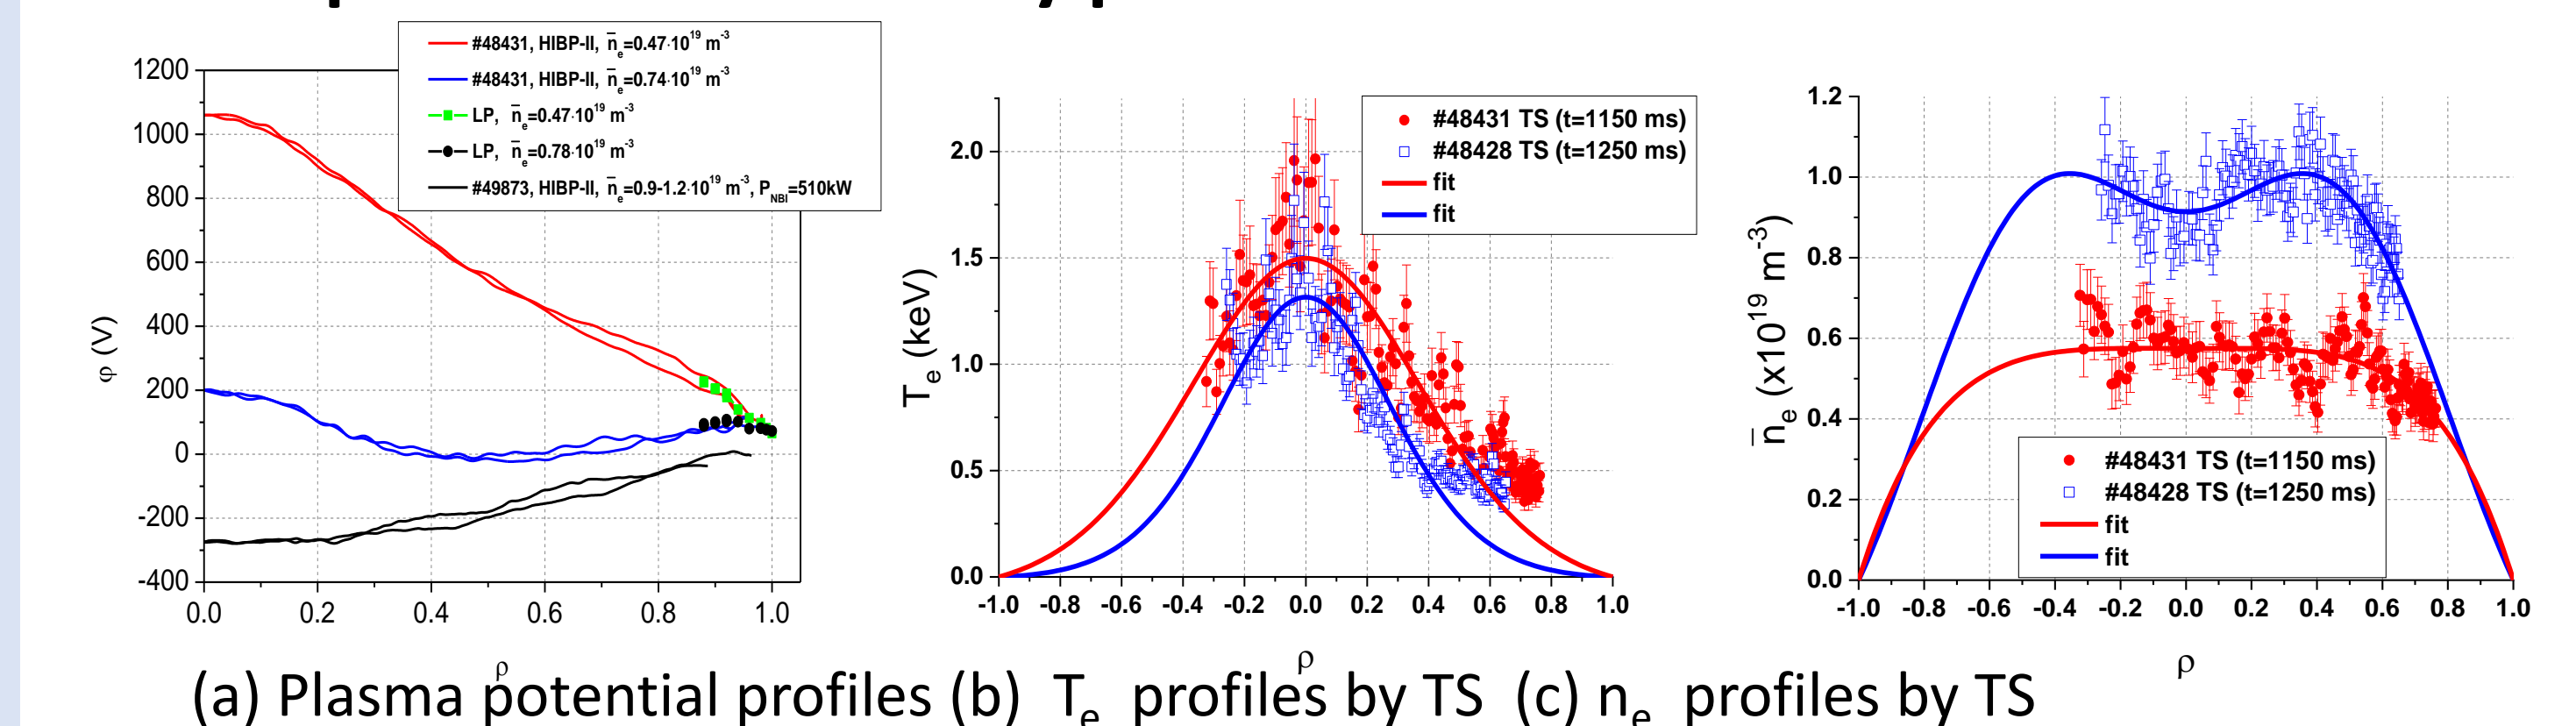 #48431, HIBP-II, n̅e=0.47·10¹⁹ m⁻³
#48431, HIBP-II, n̅e=0.74·10¹⁹ m⁻³
LP, n̅e=0.47·10¹⁹ m⁻³
LP, n̅e=0.78·10¹⁹ m⁻³
#49873, HIBP-II, n̅e=0.9-1.2·10¹⁹ m⁻³, PNBI=510kW
1200
1000
800
600
400
200
0
-200
-400
φ (V)
0.0 0.2 0.4 0.6 0.8 1.0
ρ
#48431 TS (t=1150 ms)
#48428 TS (t=1250 ms)
fit
fit
2.0
1.5
1.0
0.5
0.0
Te (keV)
-1.0 -0.8 -0.6 -0.4 -0.2 0.0 0.2 0.4 0.6 0.8 1.0
ρ
1.2
1.0
0.8
0.6
0.4
0.2
0.0
n̅e (x10¹⁹ m⁻³)
#48431 TS (t=1150 ms)
#48428 TS (t=1250 ms)
fit
fit
-1.0 -0.8 -0.6 -0.4 -0.2 0.0 0.2 0.4 0.6 0.8 1.0
ρ
(a) Plasma potential profiles (b) Te profiles by TS (c) ne profiles by TS